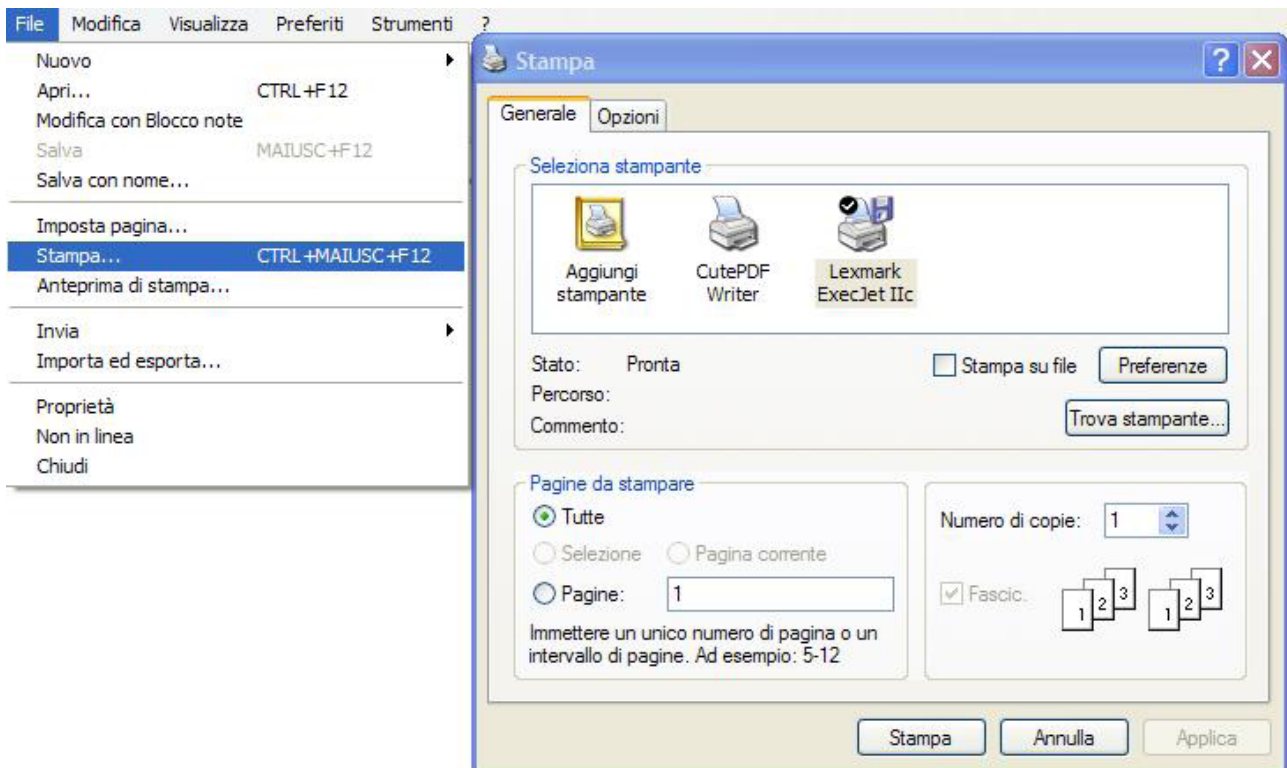 File Modifica Visualizza Preferiti Strumenti ?
Nuovo
Apri... CTRL+F12
Modifica con Blocco note
Salva MAIUSC+F12
Salva con nome...
Imposta pagina...
Stampa... CTRL+MAIUSC+F12
Anteprima di stampa...
Invia
Importa ed esporta...
Proprietà
Non in linea
Chiudi
Stampa
Generale Opzioni
Seleziona stampante
Aggiungi stampante
CutePDF Writer
Lexmark ExecJet IIc
Stato: Pronta
Percorso:
Commento:
Stampa su file Preferenze
Trova stampante...
Pagine da stampare
Tutte
Selezione Pagina corrente
Pagine: 1
Immettere un unico numero di pagina o un
intervallo di pagine. Ad esempio: 5-12
Numero di copie: 1
Fascic. 1 2 3 1 2 3
Stampa Annulla Applica